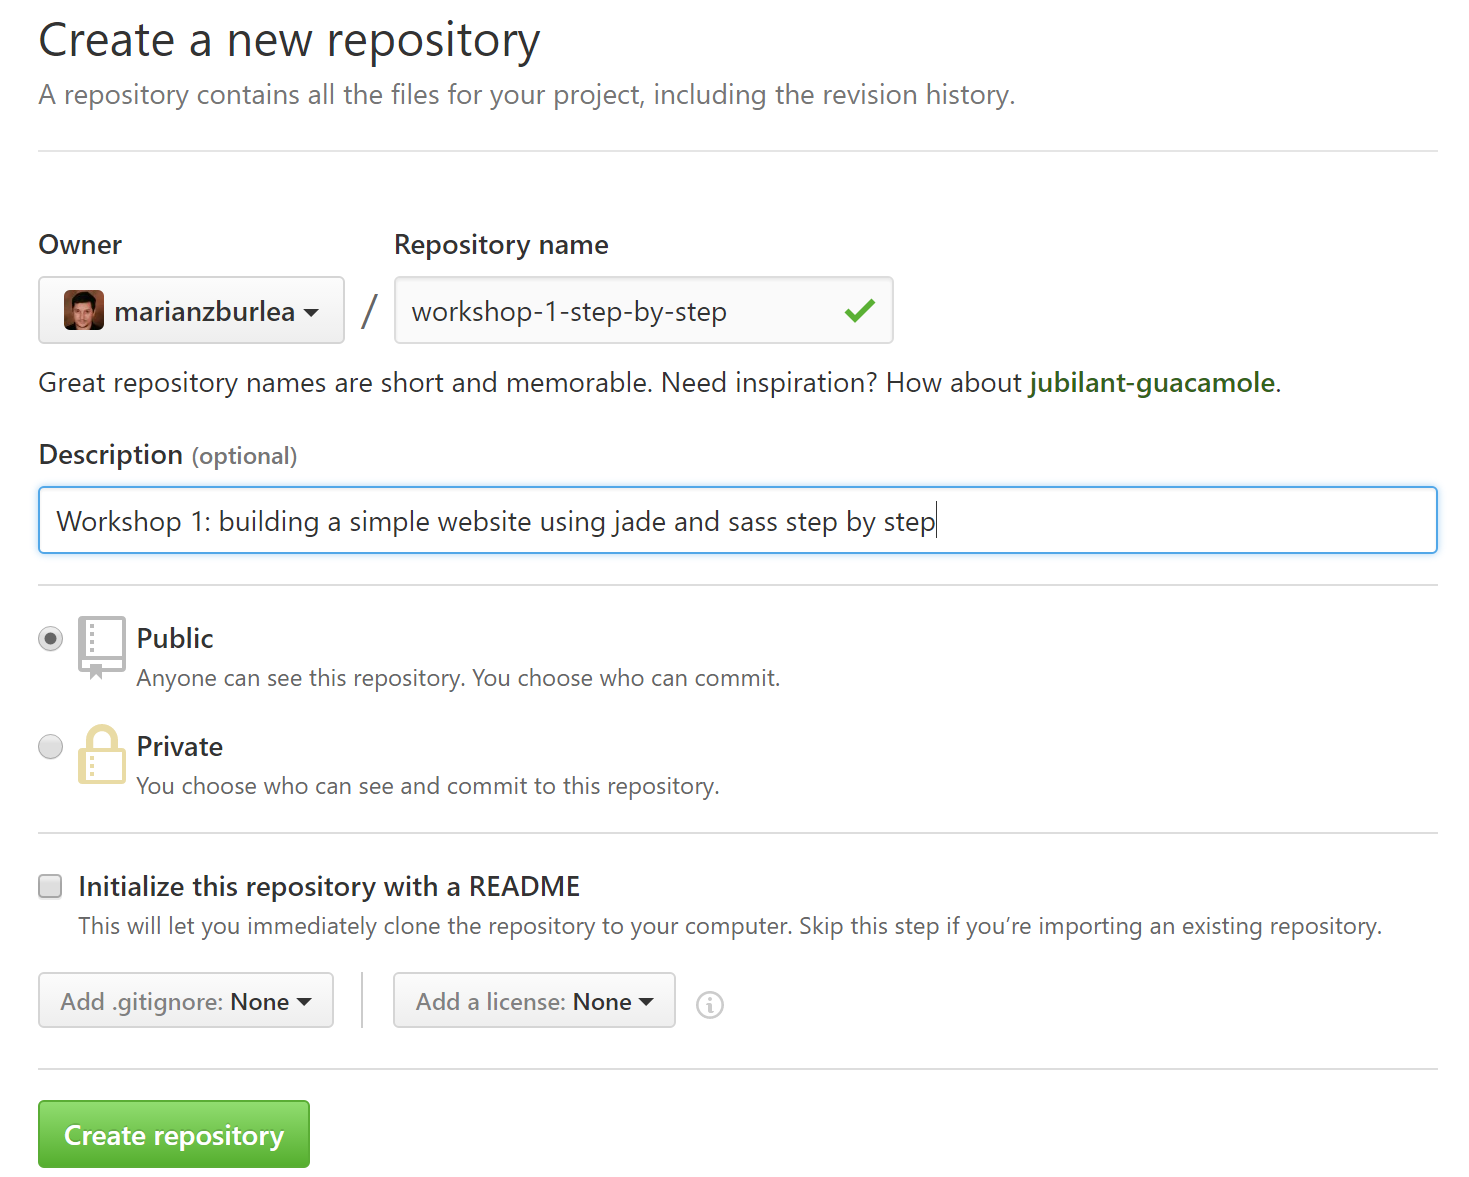 Create a new repository
A repository contains all the files for your project, including the revision history.
Owner
Repository name
marianzburlea
/
workshop-1-step-by-step
Great repository names are short and memorable. Need inspiration? How about jubilant-guacamole.
Description (optional)
Workshop 1: building a simple website using jade and sass step by step
Public
Anyone can see this repository. You choose who can commit.
Private
You choose who can see and commit to this repository.
Initialize this repository with a README
This will let you immediately clone the repository to your computer. Skip this step if you’re importing an existing repository.
Add .gitignore: None
Add a license: None
Create repository